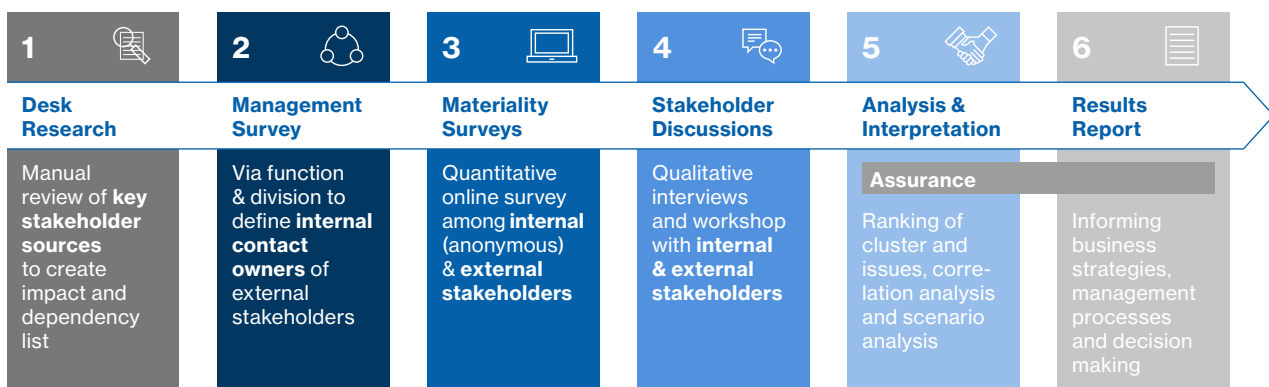 1
Desk
Research
Manual
review of key
stakeholder
sources
to create
impact and
dependency
list
2
Management
Survey
Via function
& division to
define internal
contact
owners of
external
stakeholders
3
Materiality
Surveys
Quantitative
online survey
among internal
(anonymous)
& external
stakeholders
4
Stakeholder
Discussions
Qualitative
interviews
and workshop
with internal
& external
stakeholders
5
Analysis &
Interpretation
Assurance
Ranking of
cluster and
issues, corre-
lation analysis
and scenario
analysis
6
Results
Report
Informing
business
strategies,
management
processes
and decision
making